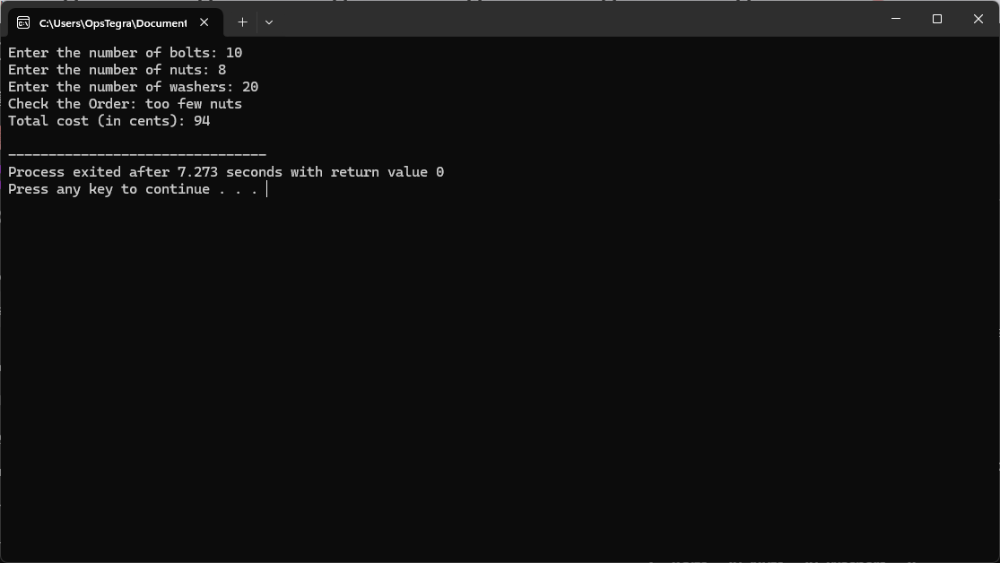 C:\Users\OpsTegra\Document
Enter the number of bolts: 10
Enter the number of nuts: 8
Enter the number of washers: 20
Check the Order: too few nuts
Total cost (in cents): 94
--------------------------------
Process exited after 7.273 seconds with return value 0
Press any key to continue . . .